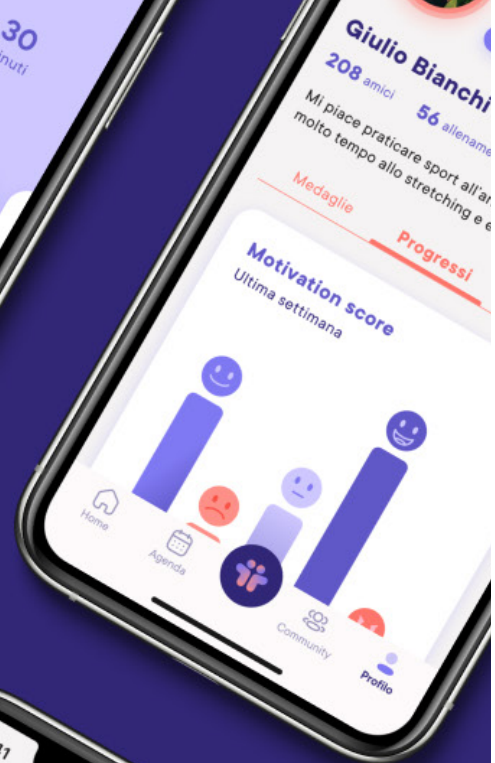 30
Giulio Bianchi
208 amici
56
Mi piace praticare sport all'
molto tempo allo stretching e
Medaglie
Progressi
Motivation score
Ultima settimana
Home
Agenda
Community
Profilo